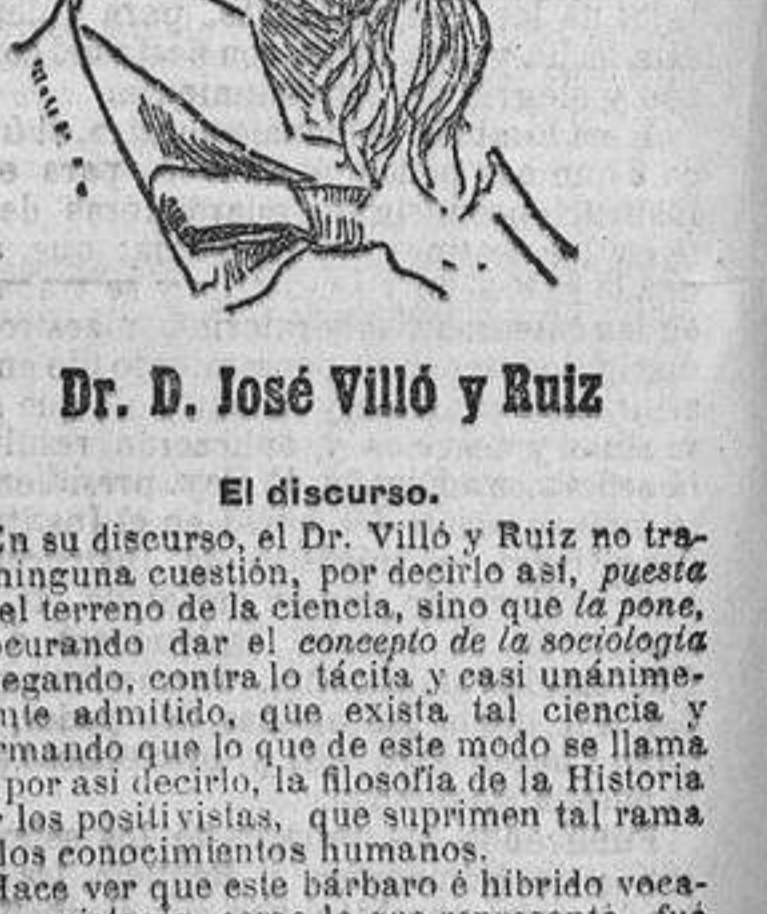 Dr. D. José Villó y Ruiz
El discurso.
En su discurso, el Dr. Villó y Ruiz no tra-
ninguna cuestión, por decirlo así, puesta
el terreno de la ciencia, sino que la pone,
ocurando dar el concepto de la sociología
egando, contra lo tácita y casi unánime-
nte admitido, que exista tal ciencia y
rmando que lo que de este modo se llama
por asi decirlo, la filosofía de la Historia
los positivistas, que suprimen tal rama
los conocimientos humanos.
Hace ver que este bárbaro é híbrido voca-